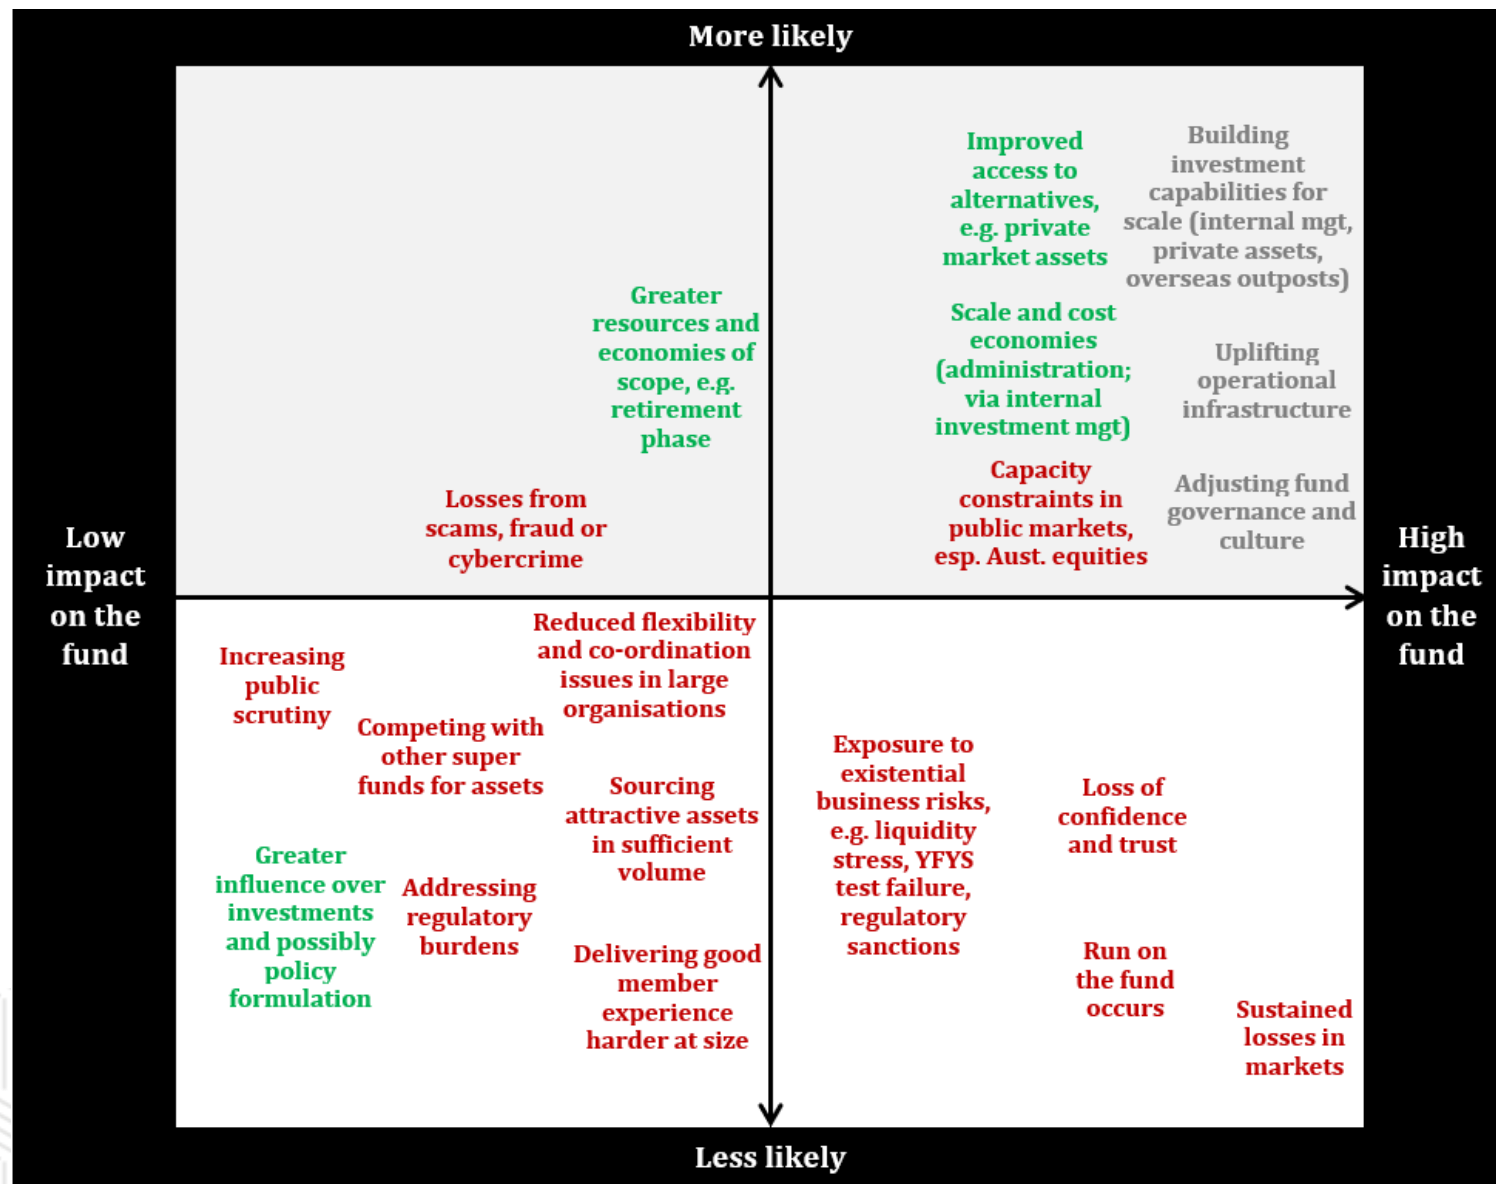 More likely
Improved
access to
alternatives,
e.g. private
market assets
Building
investment
capabilities for
scale (internal mgt,
private assets,
overseas outposts)
Greater
resources and
economies of
scope, e.g.
retirement
phase
Scale and cost
economies
(administration;
via internal
investment mgt)
Uplifting
operational
infrastructure
Losses from
scams, fraud or
cybercrime
Capacity
constraints in
public markets,
esp. Aust. equities
Adjusting fund
governance and
culture
Low
impact
on the
fund
High
impact
on the
fund
Increasing
public
scrutiny
Reduced flexibility
and co-ordination
issues in large
organisations
Competing with
other super
funds for assets
Sourcing
attractive assets
in sufficient
volume
Exposure to
existential
business risks,
e.g. liquidity
stress, YFYS
test failure,
regulatory
sanctions
Loss of
confidence
and trust
Greater
influence over
investments
and possibly
policy
formulation
Addressing
regulatory
burdens
Delivering good
member
experience
harder at size
Run on
the fund
occurs
Sustained
losses in
markets
Less likely